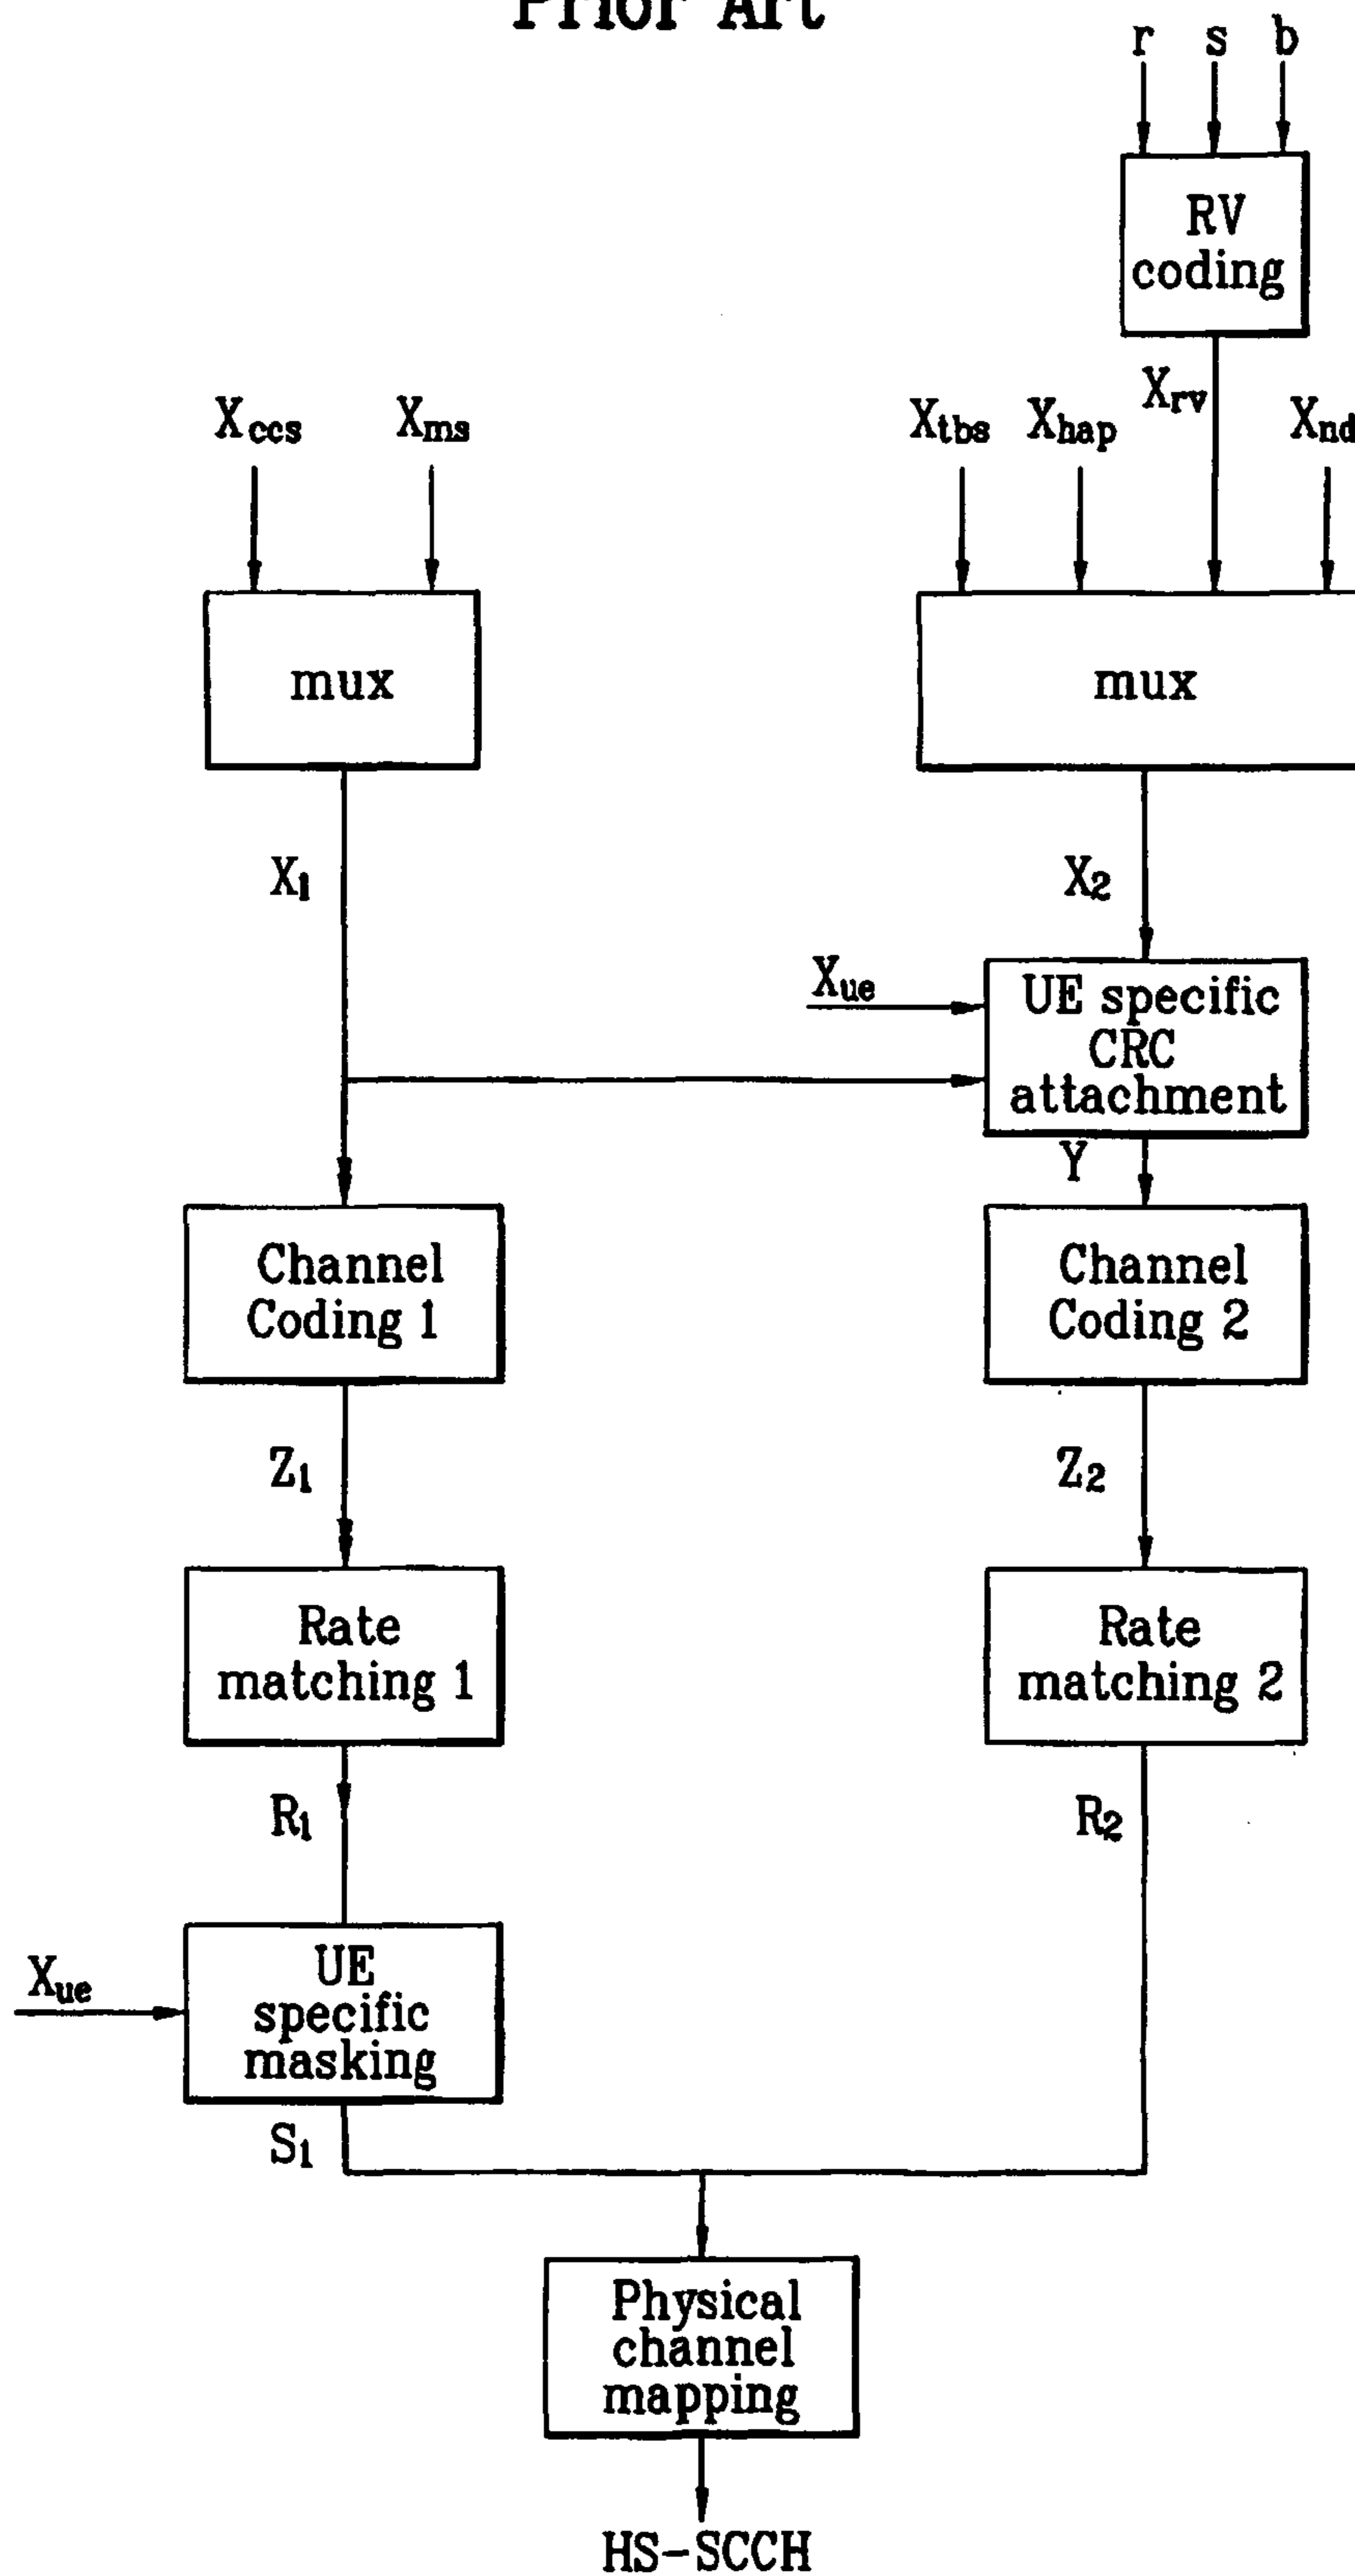 Prior Art
r s b
RV
coding
Xrv
Xccs Xms
Xtbs Xhap Xnd
mux
mux
X1
X2
Xue
UE specific
CRC
attachment
Y
Channel
Coding 1
Channel
Coding 2
Z1
Z2
Rate
matching 1
Rate
matching 2
R1
R2
Xue
UE
specific
masking
S1
Physical
channel
mapping
HS-SCCH